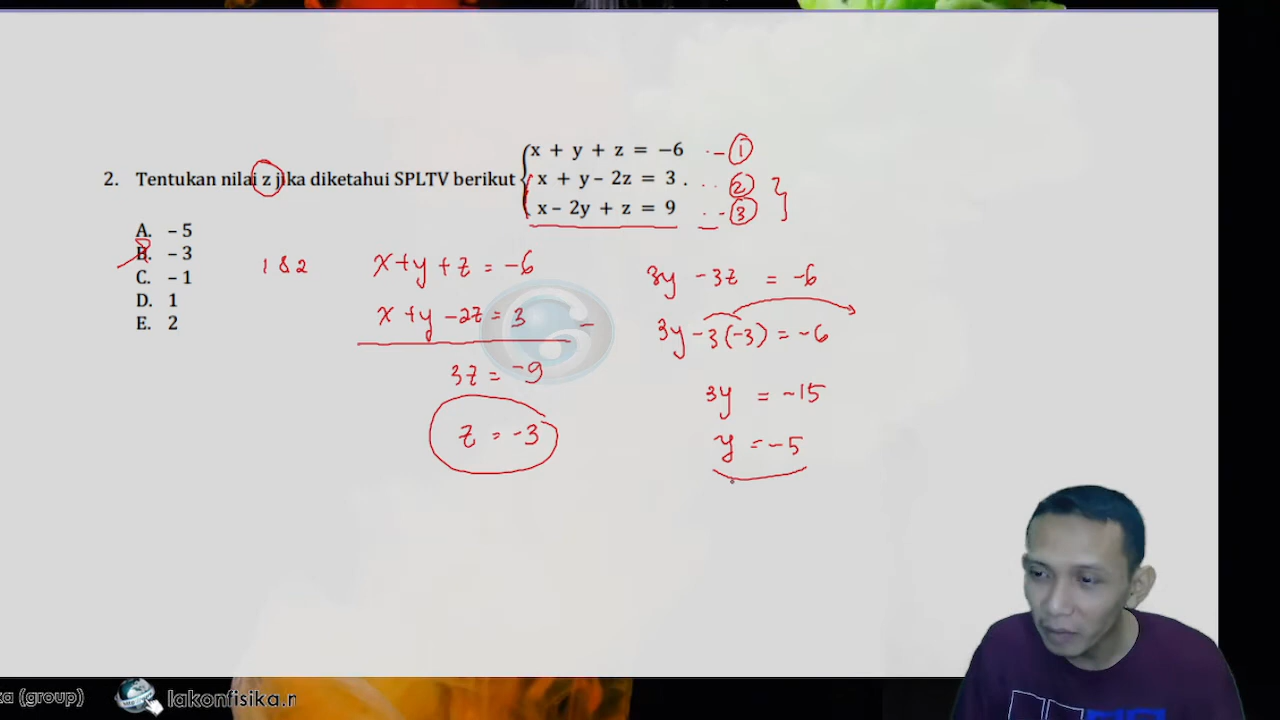 2. Tentukan nilai z jika diketahui SPLTV berikut
x + y + z = −6 .. – 1
x + y − 2z = 3 . .. 2
x − 2y + z = 9 .. – 3
A. – 5
B. – 3
C. – 1
D. 1
E. 2
1 & 2
x + y + z = -6
x + y - 2z = 3 -
3z = -9
z = -3
3y - 3z = -6
3y - 3(-3) = -6
3y = -15
y = -5
(group)
lakonfisika.